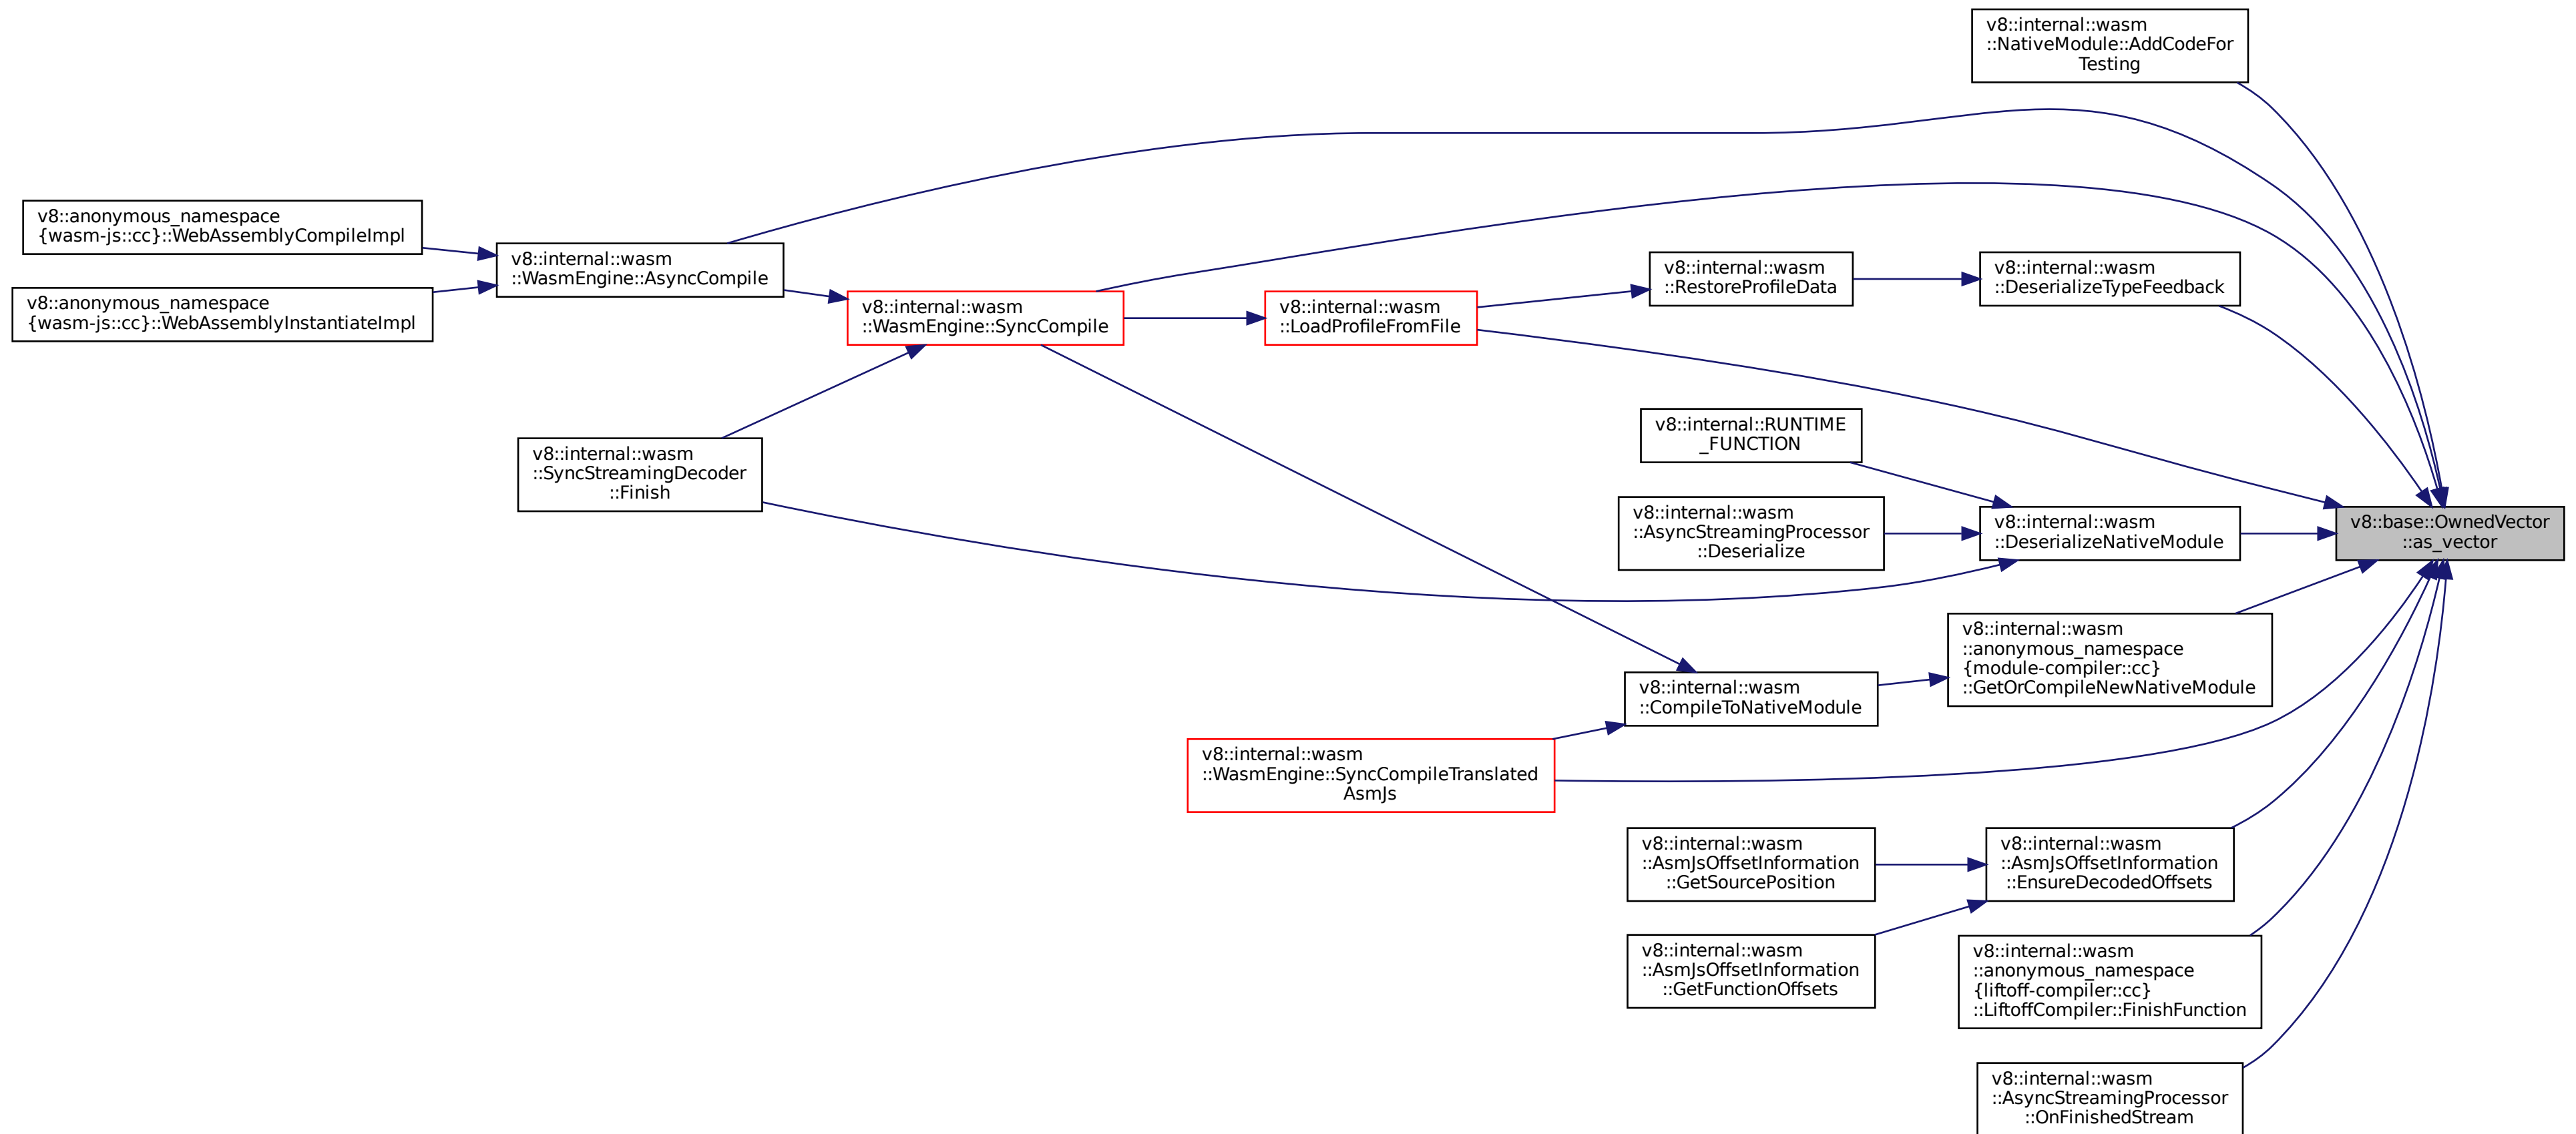 v8::internal::wasm
::NativeModule::AddCodeFor
Testing
v8::anonymous_namespace
{wasm-js::cc}::WebAssemblyCompileImpl
v8::anonymous_namespace
{wasm-js::cc}::WebAssemblyInstantiateImpl
v8::internal::wasm
::WasmEngine::AsyncCompile
v8::internal::wasm
::WasmEngine::SyncCompile
v8::internal::wasm
::LoadProfileFromFile
v8::internal::wasm
::RestoreProfileData
v8::internal::wasm
::DeserializeTypeFeedback
v8::internal::wasm
::SyncStreamingDecoder
::Finish
v8::internal::RUNTIME
_FUNCTION
v8::internal::wasm
::AsyncStreamingProcessor
::Deserialize
v8::internal::wasm
::DeserializeNativeModule
v8::base::OwnedVector
::as_vector
v8::internal::wasm
::anonymous_namespace
{module-compiler::cc}
::GetOrCompileNewNativeModule
v8::internal::wasm
::CompileToNativeModule
v8::internal::wasm
::WasmEngine::SyncCompileTranslated
AsmJs
v8::internal::wasm
::AsmJsOffsetInformation
::GetSourcePosition
v8::internal::wasm
::AsmJsOffsetInformation
::EnsureDecodedOffsets
v8::internal::wasm
::AsmJsOffsetInformation
::GetFunctionOffsets
v8::internal::wasm
::anonymous_namespace
{liftoff-compiler::cc}
::LiftoffCompiler::FinishFunction
v8::internal::wasm
::AsyncStreamingProcessor
::OnFinishedStream